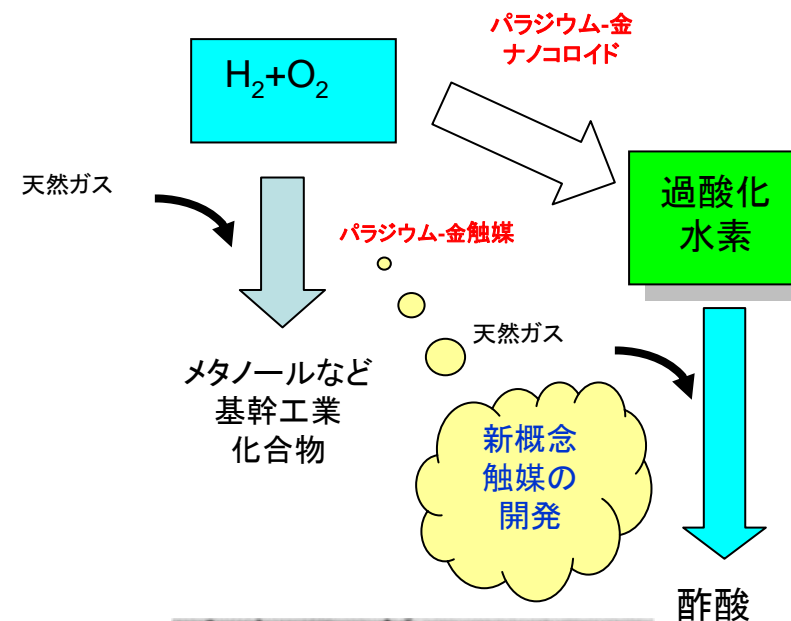 パラジウム-金
ナノコロイド
H₂+O₂
天然ガス
過酸化
水素
パラジウム-金触媒
天然ガス
メタノールなど
基幹工業
化合物
新概念
触媒の
開発
酢酸